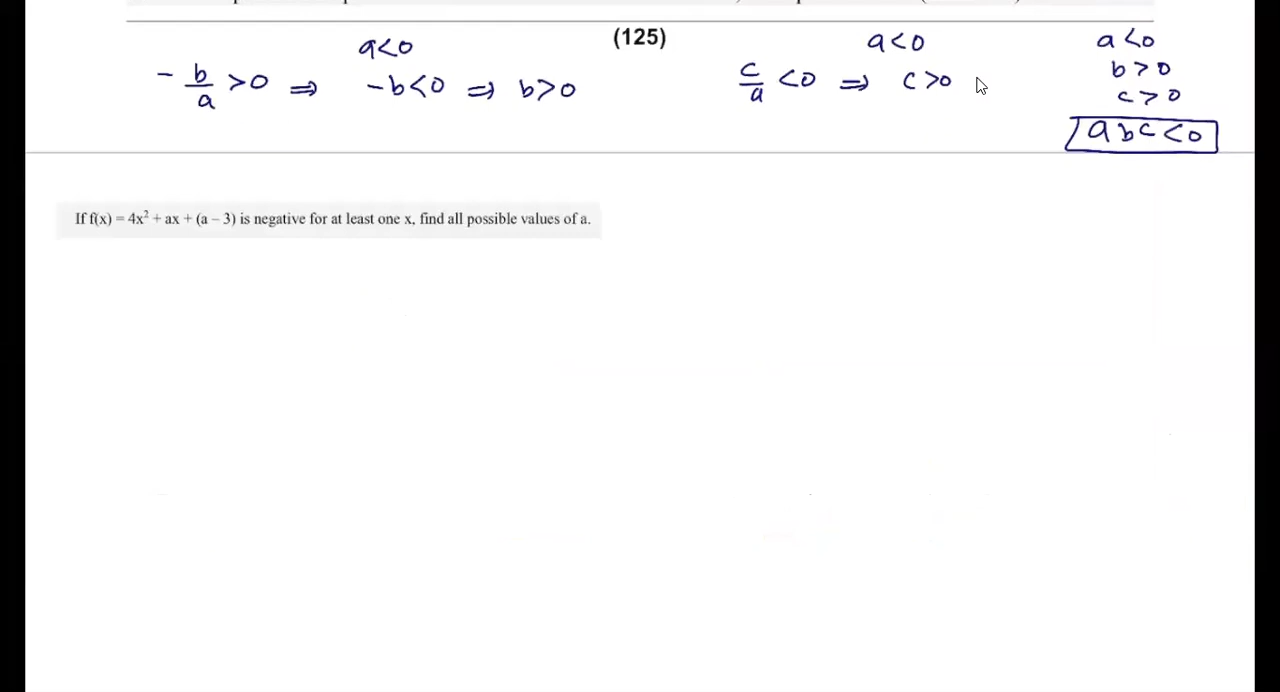 (125)
a<0
-b/a >0 ⇒ -b<0 ⇒ b>0
a<0
c/a <0 ⇒ c>0
a<0
b>0
c>0
abc<0
If f(x) = 4x² + ax + (a – 3) is negative for at least one x, find all possible values of a.